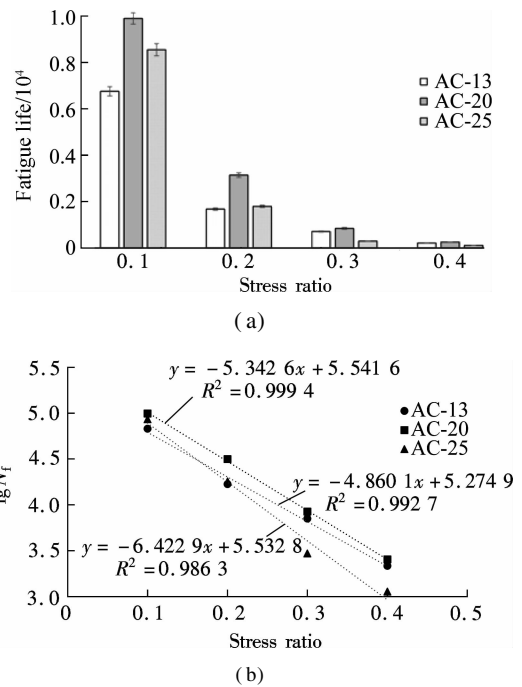 1.0
0.8
0.6
0.4
0.2
0
Fatigue life/10⁴
AC-13
AC-20
AC-25
0.1 0.2 0.3 0.4
Stress ratio
(a)
5.5
5.0
4.5
4.0
3.5
3.0
lg N_f
y = -5.342 6x+5.541 6
R² =0.999 4
AC-13
AC-20
AC-25
y = -4.860 1x+5.274 9
R² =0.992 7
y = -6.422 9x+5.532 8
R² =0.986 3
0 0.1 0.2 0.3 0.4 0.5
Stress ratio
(b)